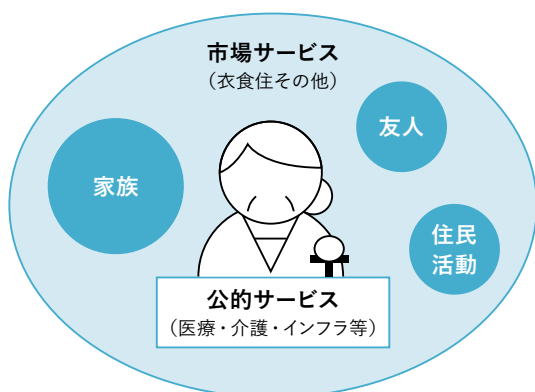 市場サービス
（衣食住その他）
友人
家族
住民
活動
公的サービス
（医療・介護・インフラ等）